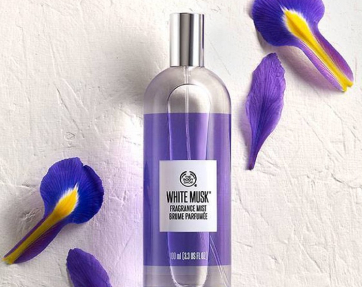 THE
BODY
SHOP
WHITE MUSK®
FRAGRANCE MIST
BRUME PARFUMÉE
100 ml (3.3 US FL OZ)